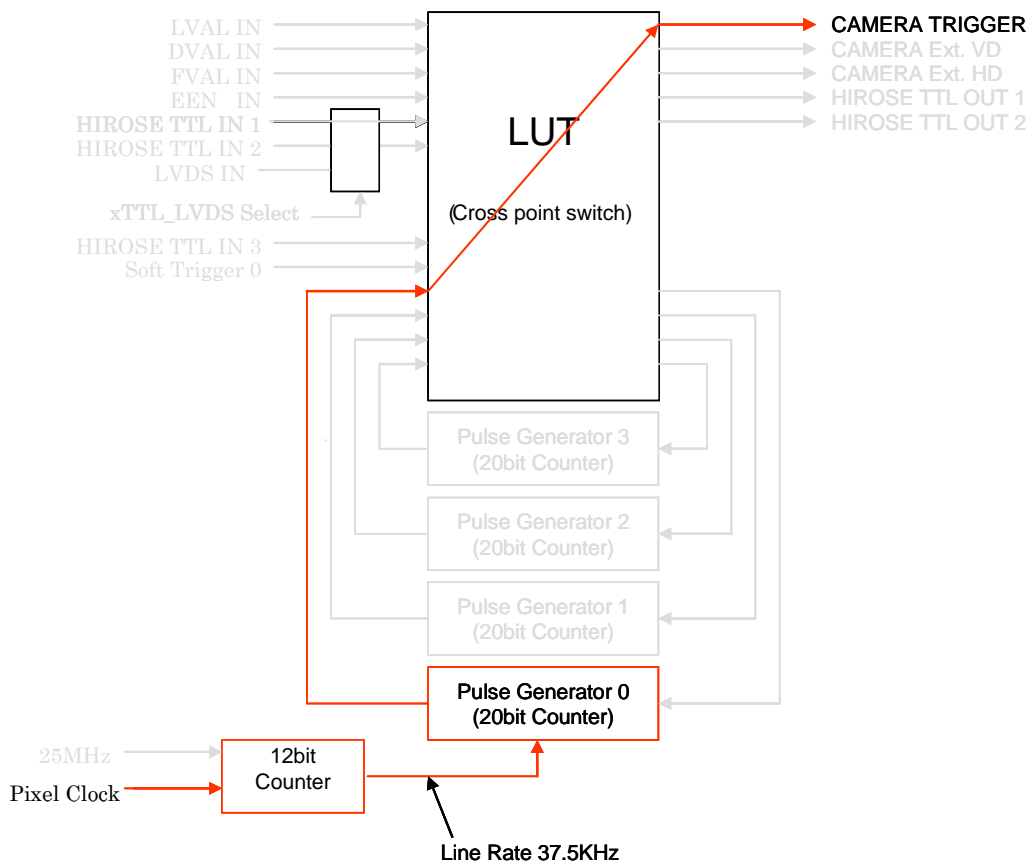 LVAL IN
DVAL IN
FVAL IN
EEN IN
HIROSE TTL IN 1
HIROSE TTL IN 2
LVDS IN
xTTL_LVDS Select
HIROSE TTL IN 3
Soft Trigger 0
LUT
(Cross point switch)
CAMERA TRIGGER
CAMERA Ext. VD
CAMERA Ext. HD
HIROSE TTL OUT 1
HIROSE TTL OUT 2
Pulse Generator 3
(20bit Counter)
Pulse Generator 2
(20bit Counter)
Pulse Generator 1
(20bit Counter)
Pulse Generator 0
(20bit Counter)
25MHz
Pixel Clock
12bit
Counter
Line Rate 37.5KHz